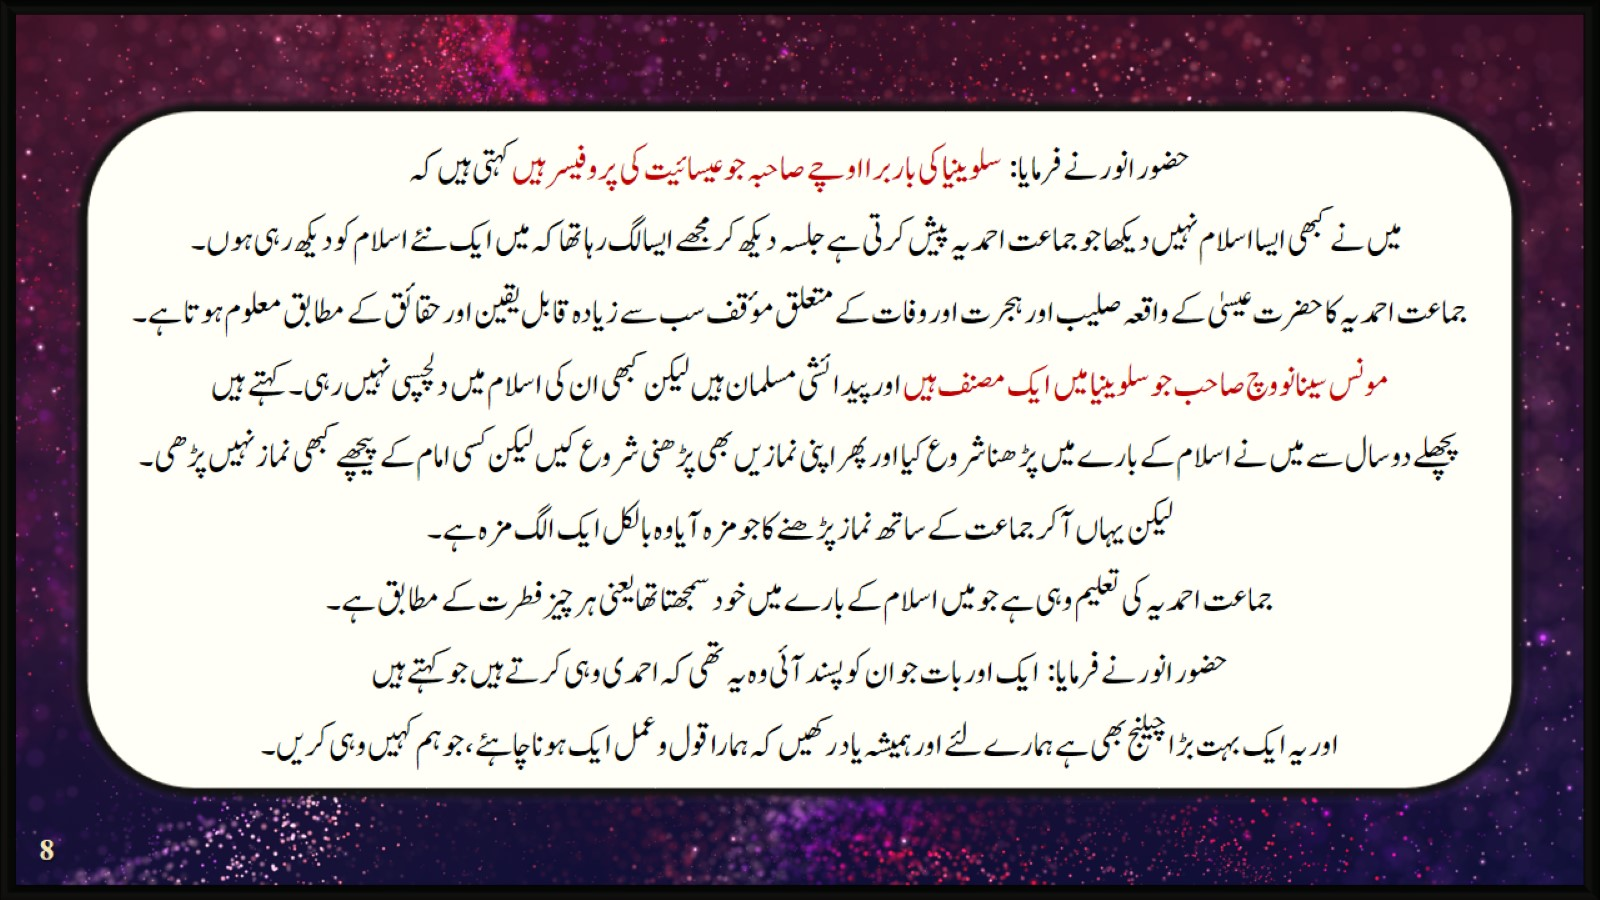 حضور انور نے فرمایا: سلوینیا کی باربرا اوچے صاحبہ جو عیسائیت کی پروفیسر ہیں کہتی ہیں کہ
میں نے کبھی ایسا اسلام نہیں دیکھا جو جماعت احمدیہ پیش کرتی ہے جلسہ دیکھ کر مجھے ایسا لگ رہا تھا کہ میں ایک نئے اسلام کو دیکھ رہی ہوں۔
جماعت احمدیہ کا حضرت عیسیٰ کے واقعہ صلیب اور ہجرت اور وفات کے متعلق مؤقف سب سے زیادہ قابل یقین اور حقائق کے مطابق معلوم ہوتا ہے۔
مونس سینانووچ صاحب جو سلوینیا میں ایک مصنف ہیں اور پیدائشی مسلمان ہیں لیکن کبھی ان کی اسلام میں دلچسپی نہیں رہی۔ کہتے ہیں
پچھلے دو سال سے میں نے اسلام کے بارے میں پڑھنا شروع کیا اور پھر اپنی نمازیں بھی پڑھنی شروع کیں لیکن کسی امام کے پیچھے کبھی نماز نہیں پڑھی۔
لیکن یہاں آکر جماعت کے ساتھ نماز پڑھنے کا جو مزہ آیا وہ بالکل ایک الگ مزہ ہے۔
جماعت احمدیہ کی تعلیم وہی ہے جو میں اسلام کے بارے میں خود سمجھتا تھا یعنی ہر چیز فطرت کے مطابق ہے۔
حضور انور نے فرمایا: ایک اور بات جو ان کو پسند آئی وہ یہ تھی کہ احمدی وہی کرتے ہیں جو کہتے ہیں
اور یہ ایک بہت بڑا چیلنج بھی ہے ہمارے لئے اور ہمیشہ یاد رکھیں کہ ہمارا قول و عمل ایک ہونا چاہئے، جو ہم کہیں وہی کریں۔
8